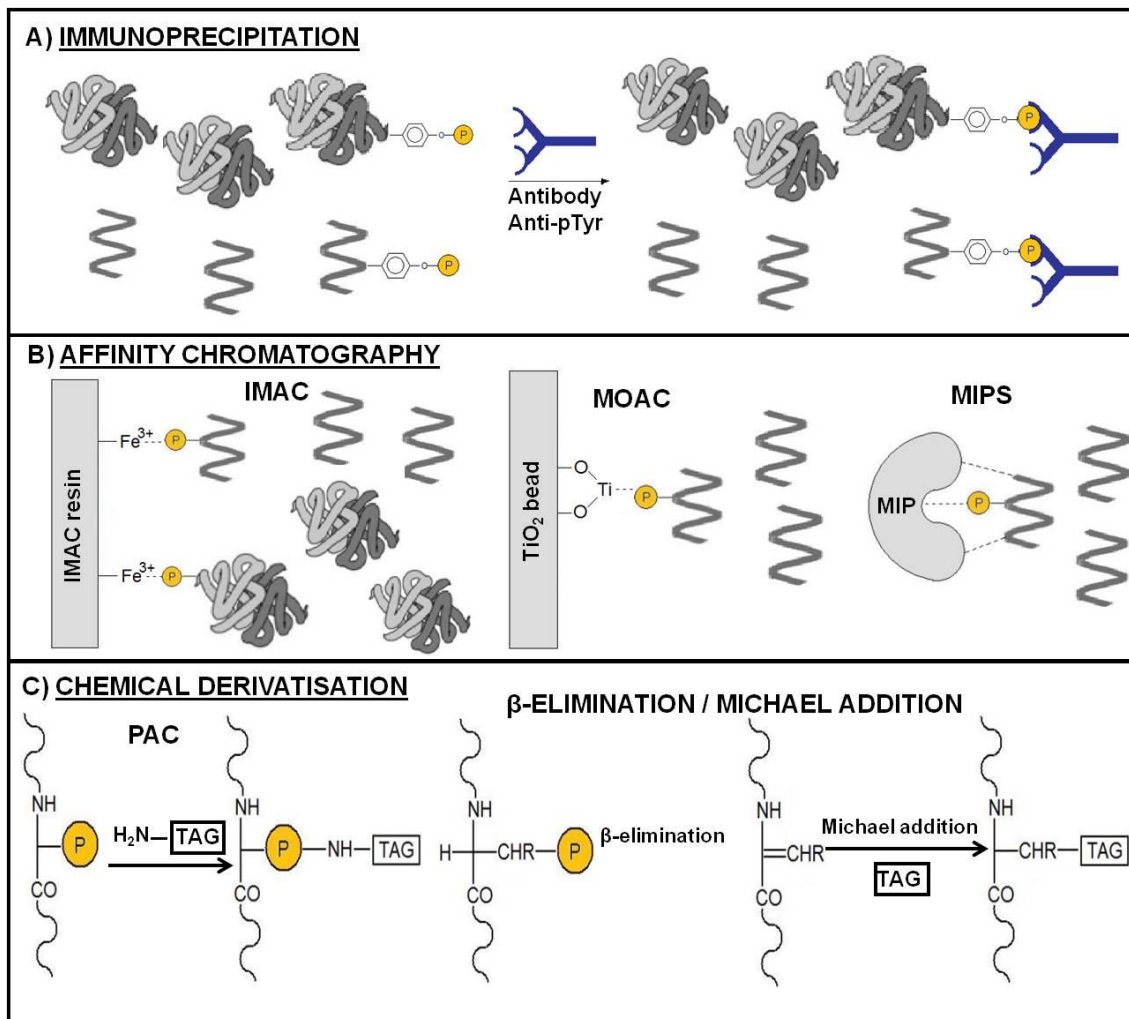 A) IMMUNOPRECIPITATION
P
o
P
o
Antibody
Anti-pTyr
o
P
o
P
B) AFFINITY CHROMATOGRAPHY
IMAC
MOAC
MIPS
IMAC resin
Fe3+
P
Fe3+
P
TiO2 bead
O
Ti
O
P
MIP
P
C) CHEMICAL DERIVATISATION
β-ELIMINATION / MICHAEL ADDITION
PAC
NH
P
CO
H2N TAG
NH
P NH TAG
CO
NH
H CHR P
CO
β-elimination
NH
CHR
CO
Michael addition
TAG
NH
CHR TAG
CO